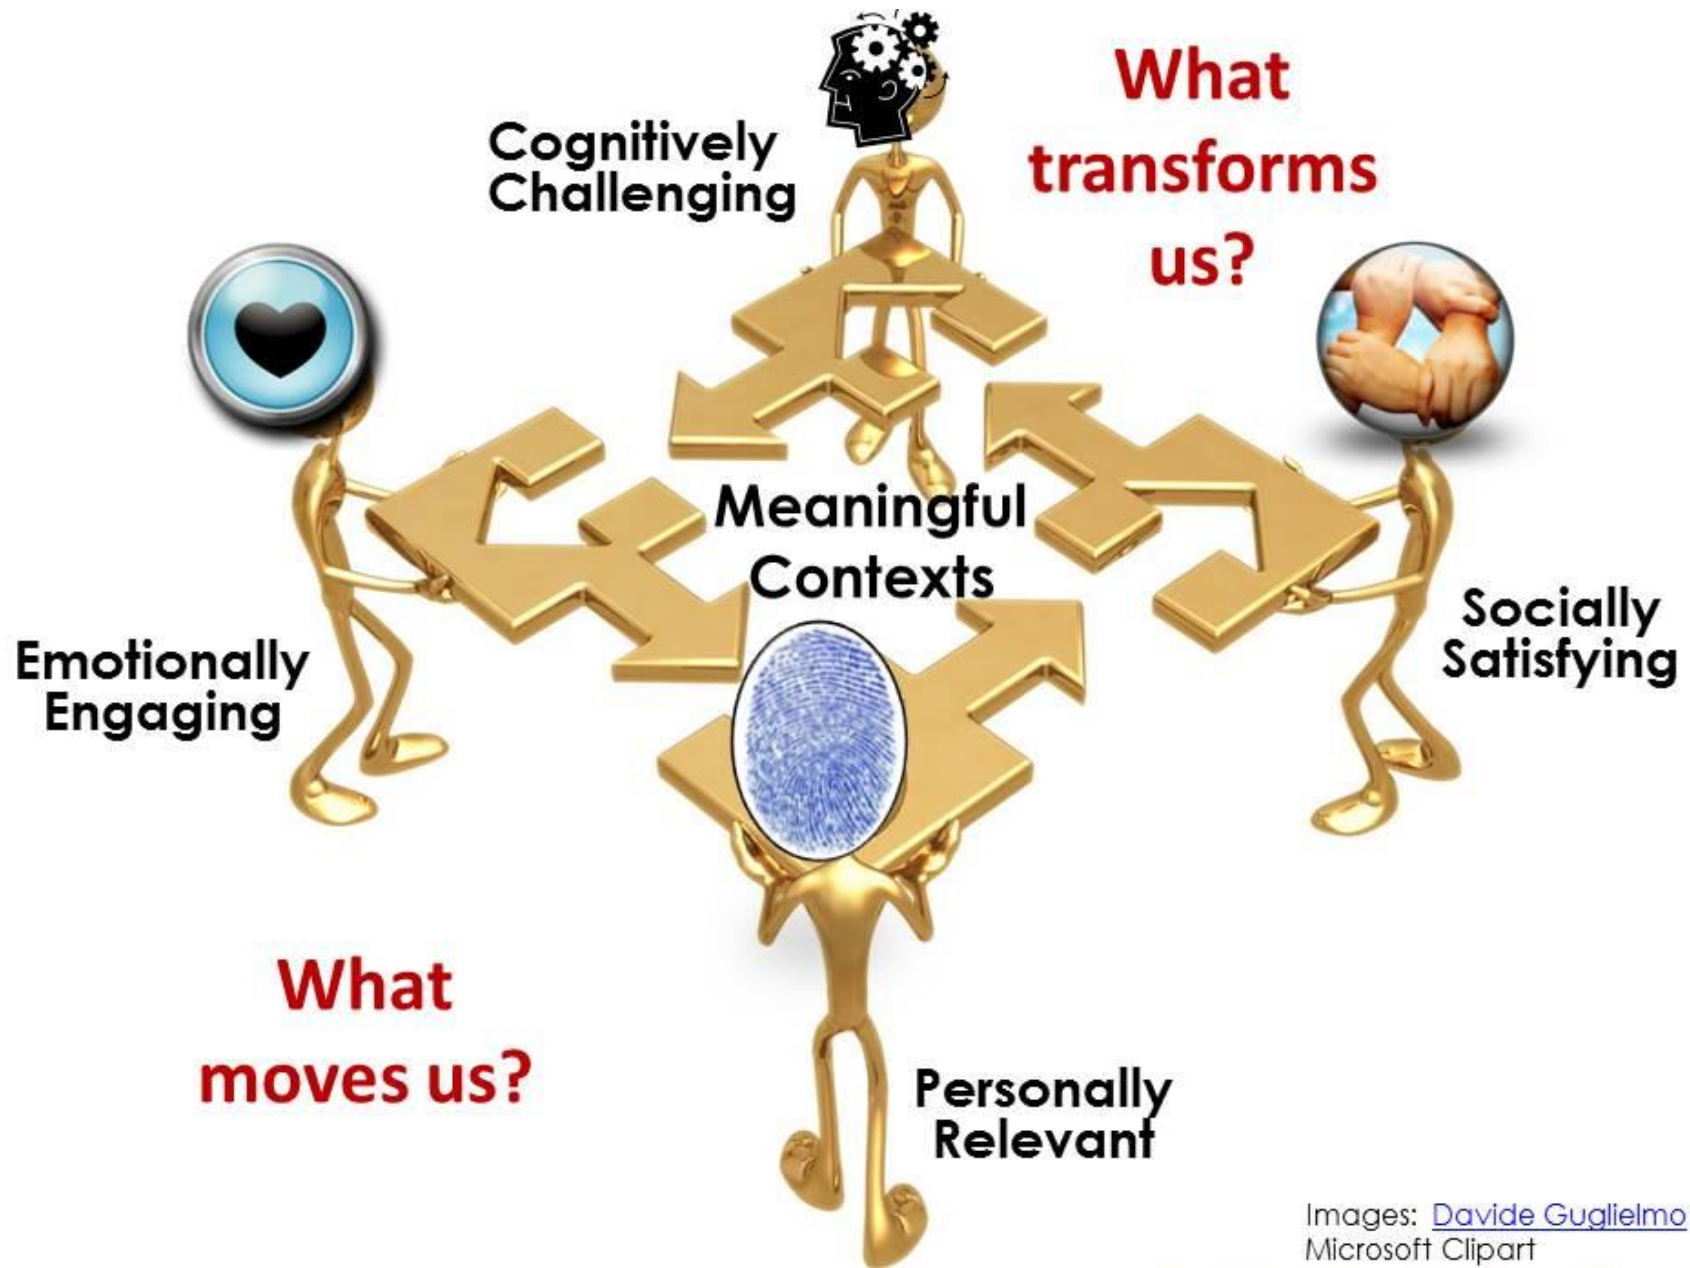 What
transforms
us?
Cognitively
Challenging
Meaningful
Contexts
Emotionally
Engaging
Socially
Satisfying
What
moves us?
Personally
Relevant
Images: Davide Guglielmo
Microsoft Clipart